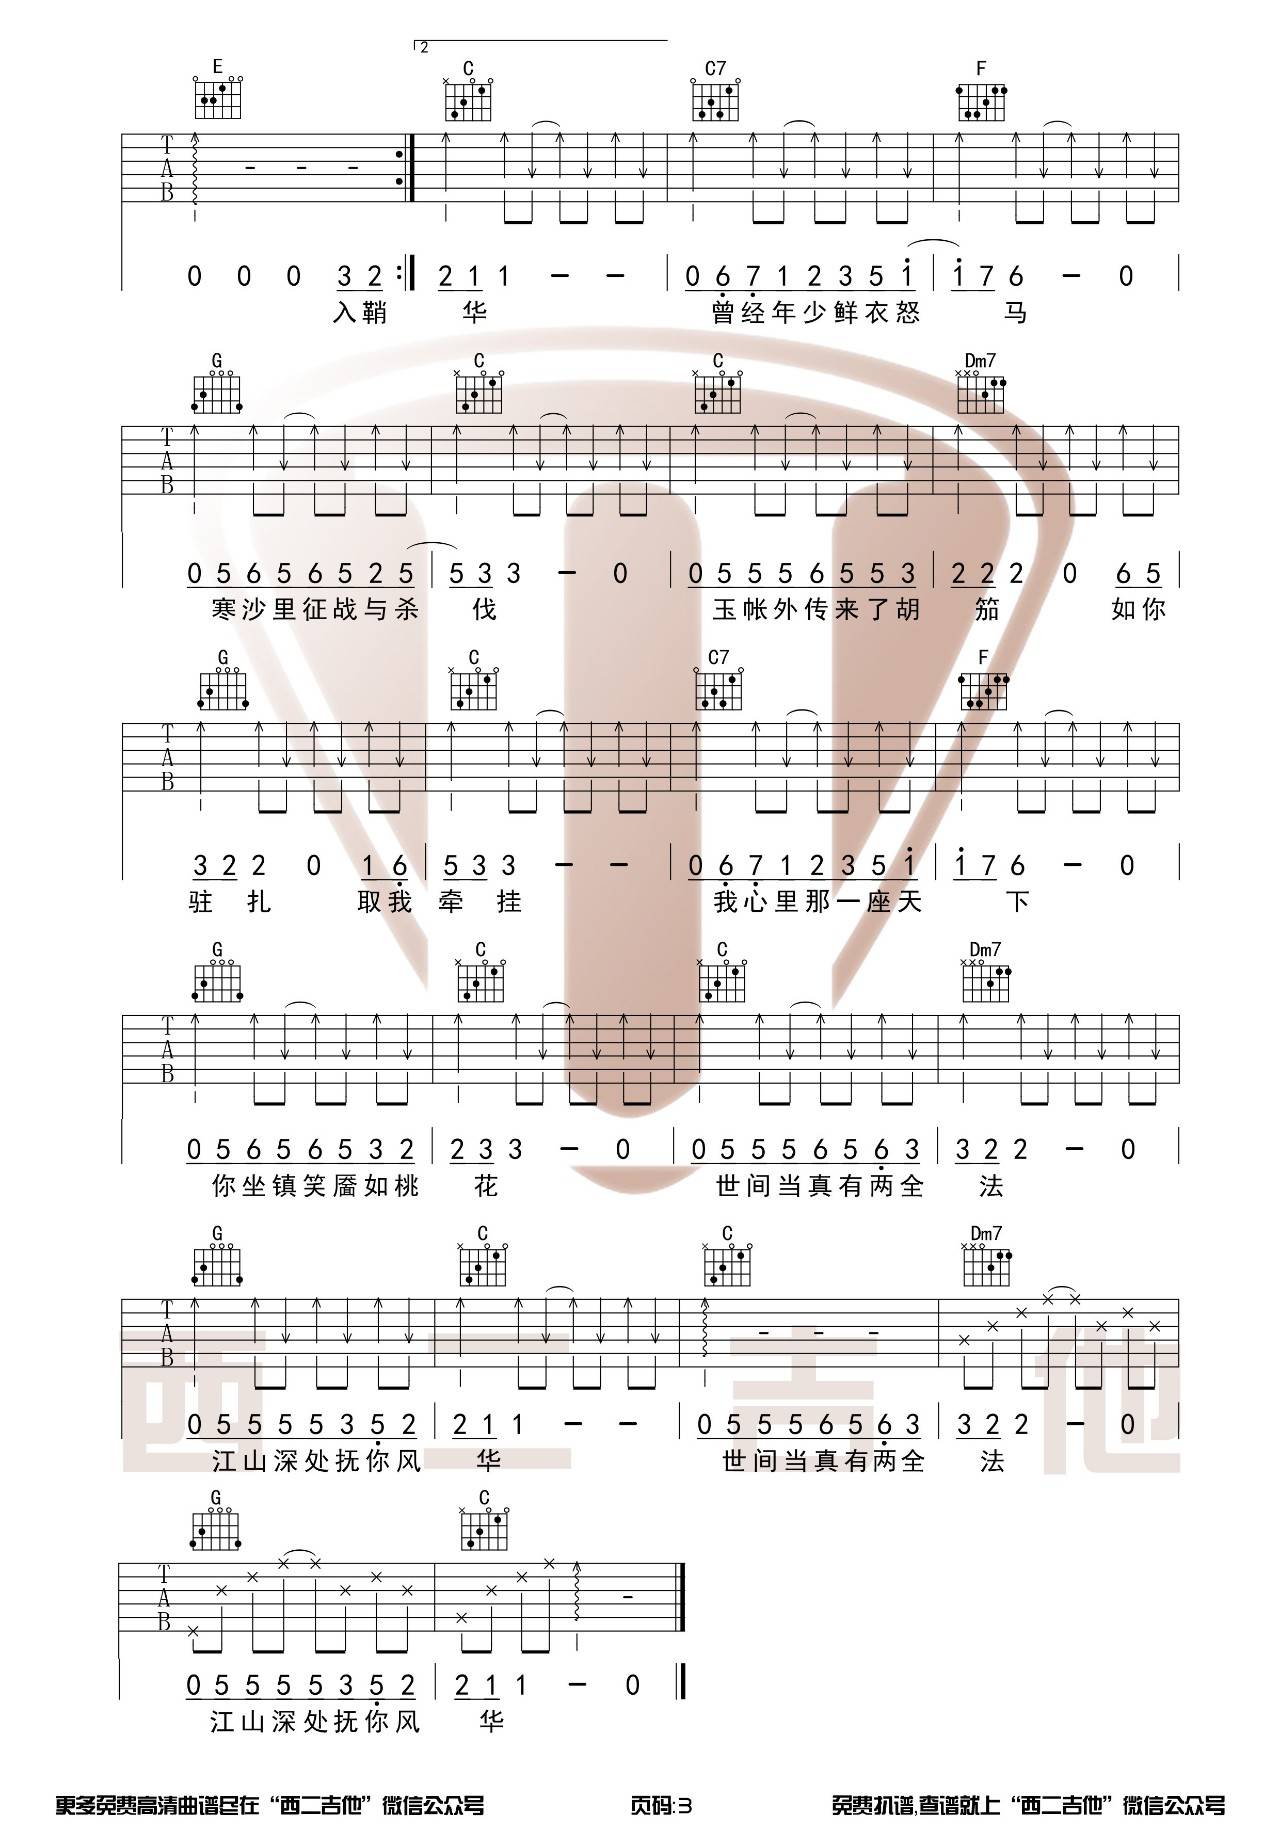 2
E C C7 F
T A B
0 0 0 3 2 : 2 1 1 － － 0 6 7 1 2 3 5 1 1 7 6 － 0
入鞘 华 曾经年少鲜衣怒 马
G C C Dm7
T A B
0 5 6 5 6 5 2 5 5 3 3 － 0 0 5 5 5 6 5 5 3 2 2 2 0 6 5
寒沙里征战与杀 伐 玉帐外传来了胡 笳 如你
G C C7 F
T A B
3 2 2 0 1 6 5 3 3 － － 0 6 7 1 2 3 5 1 1 7 6 － 0
驻 扎 取我 牵 挂 我心里那一座天 下
G C C Dm7
T A B
0 5 6 5 6 5 3 2 2 3 3 － 0 0 5 5 5 6 5 6 3 3 2 2 － 0
你坐镇笑靥如桃 花 世间当真有两全 法
G C C Dm7
T A B
0 5 5 5 5 3 5 2 2 1 1 － － 0 5 5 5 6 5 6 3 3 2 2 － 0
江山深处抚你风 华 世间当真有两全 法
西二吉他
G C
T A B
0 5 5 5 5 3 5 2 2 1 1 － 0
江山深处抚你风 华
更多免费高清曲谱尽在“西二吉他”微信公众号 页码:3 免费扒谱,查谱就上“西二吉他”微信公众号